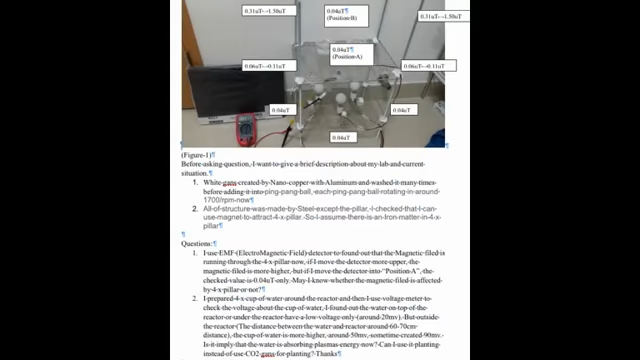 0.31uT--1.50uT
0.04uT¶
(Position·B)
0.31uT--1.50uT
0.04uT¶
(Position·A)
0.06uT--0.11uT
0.06uT--0.11uT
0.04uT
0.04uT
0.04uT
¶
(Figure·1)¶
Before·asking·question,·I·want·to·give·a·brief·description·about·my·lab·and·current·
situation.¶
1. White·gans·created·by·Nano-copper·with·Aluminum·and·washed·it·many·times·
before·adding·it·into·ping-pang-ball,·each·ping-pang-ball·rotating·in·around·
1700/rpm·now¶
2. All·of·structure·was·made·by·Steel·except·the·pillar,·I·checked·that·I·can·
use·magnet·to·attract·4·x·pillar.·So·I·assume·there·is·an·Iron·matter·in·4·x·
pillar¶
¶
Questions:¶
1. I·use·EMF·(ElectroMagnetic·Field)·detector·to·found·out·that·the·Magnetic·filed·is·
running·through·the·4·x·pillar·now,·if·I·move·the·detector·more·upper,·the·
magnetic·filed·is·more·higher,·but·if·I·move·the·detector·into·"Position·A",·the·
checked·value·is·0.04uT·only.·May·I·know·whether·the·magnetic·filed·is·affected·
by·4·x·pillar·or·not?¶
2. I·prepared·4·x·cup·of·water·around·the·reactor·and·then·I·use·voltage·meter·to·
check·the·voltage·about·the·cup·of·water,·I·found·out·the·water·on·top·of·the·
reactor·or·under·the·reactor·have·a·low·voltage·only·(around·20mv).·But·outside·
the·reactor·(The·distance·between·the·water·and·reactor·around·60-70cm·
distance),·the·cup·of·water·is·more·higher,·around·50mv,·sometime·created·90mv.·
Is·it·imply·that·the·water·is·absorbing·plasmas·energy·now?·Can·I·use·it·planting·
instead·of·use·CO2·gans·for·planting?·Thanks¶